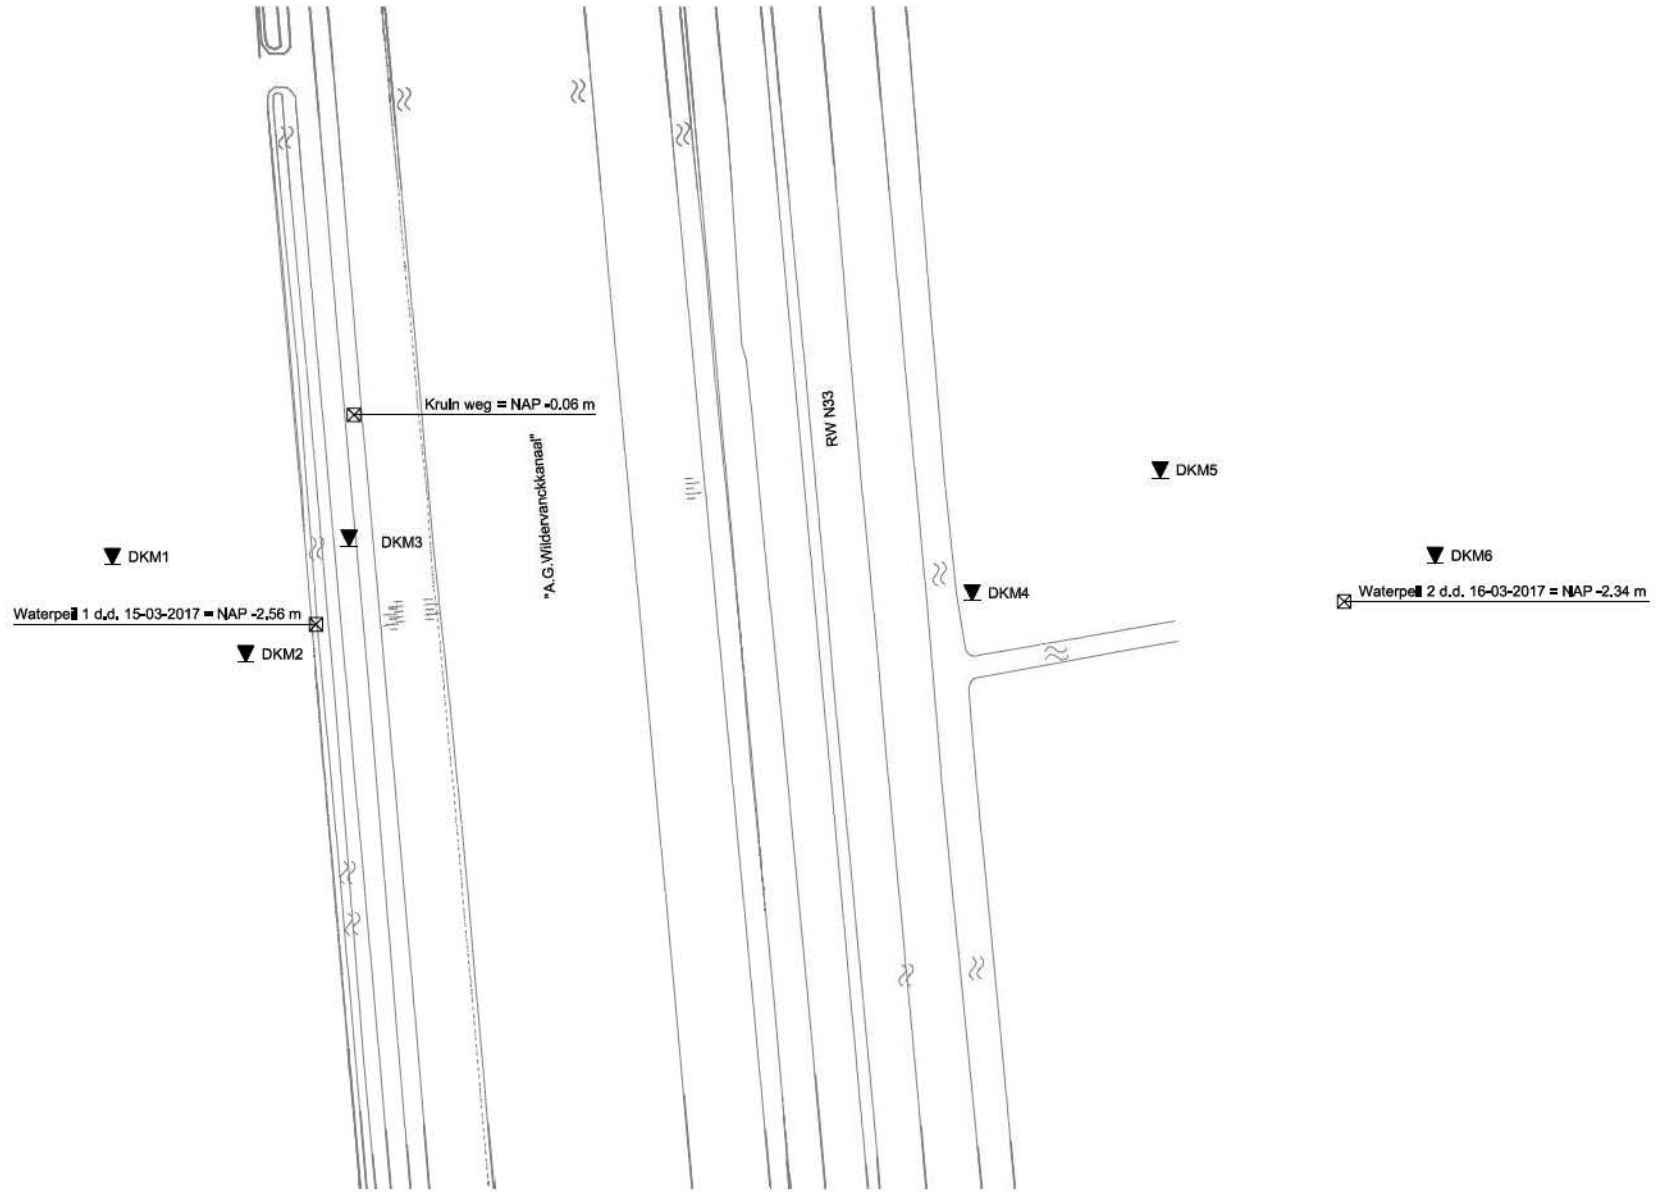 Kruin weg = NAP -0.06 m
RW N33
"A.G.Wildervanckkanaal"
DKM5
DKM3
DKM1
DKM6
DKM4
Waterpeil 2 d.d. 16-03-2017 = NAP -2.34 m
Waterpeil 1 d.d. 15-03-2017 = NAP -2.56 m
DKM2